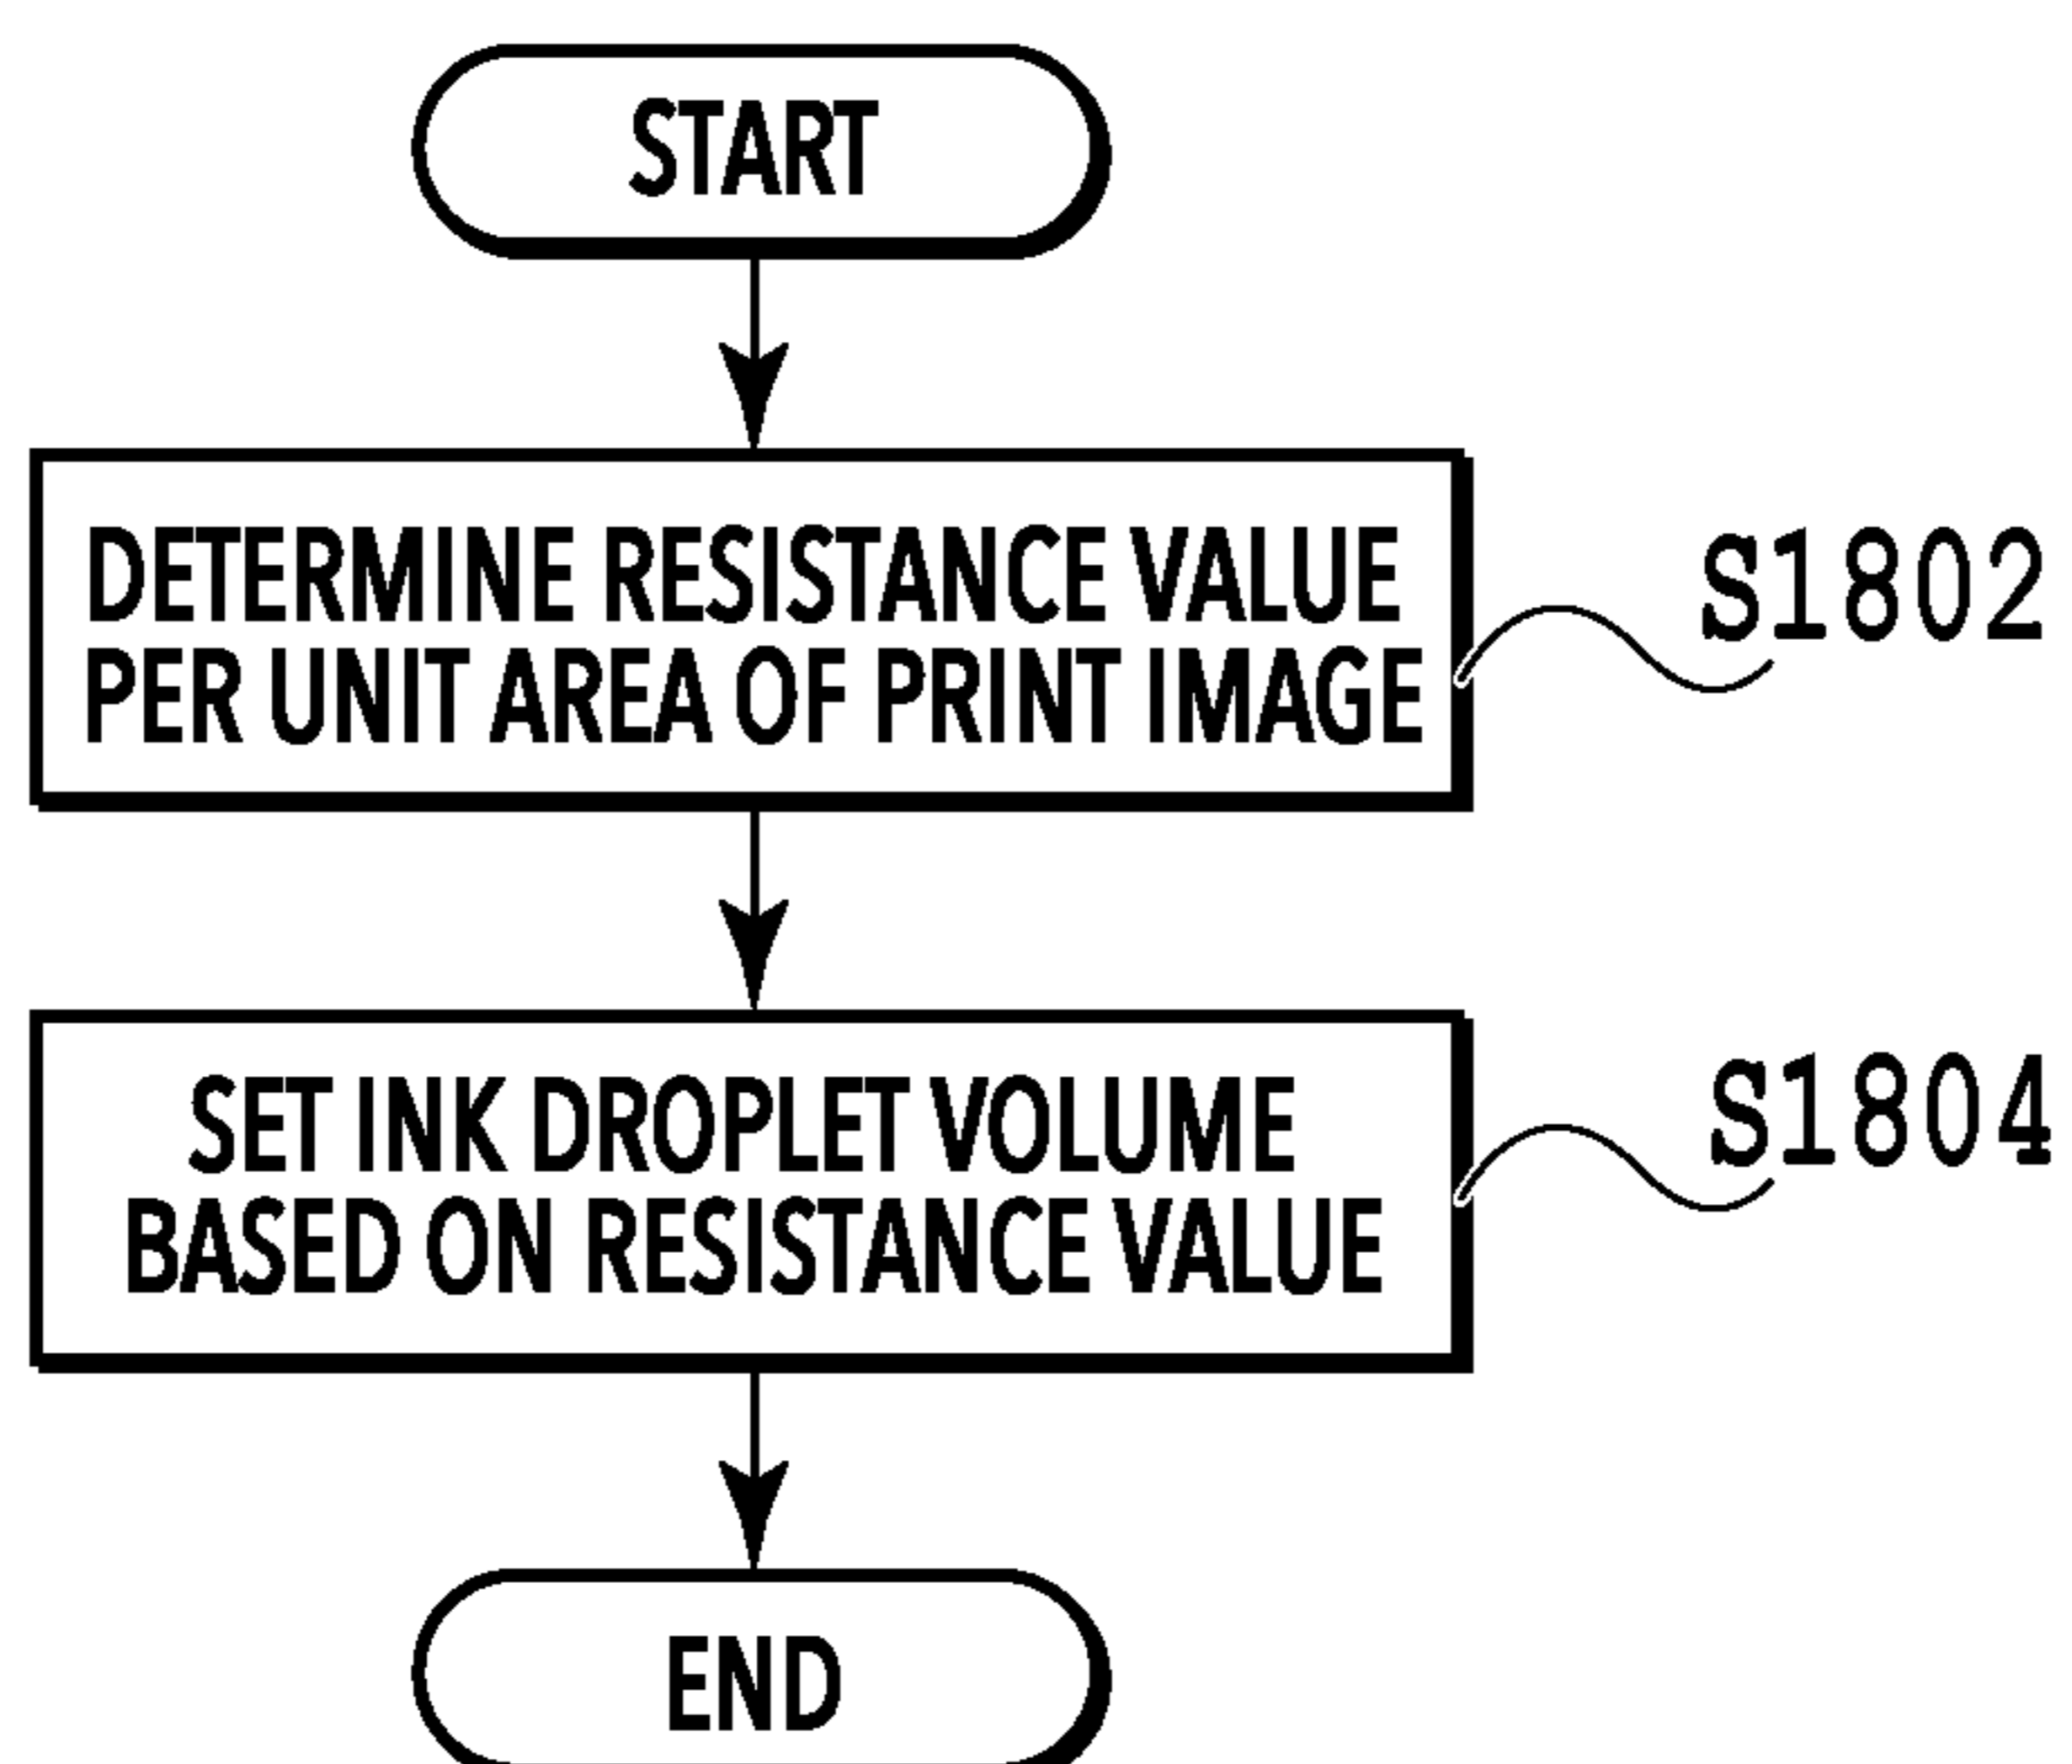 START
DETERMINE RESISTANCE VALUE
PER UNIT AREA OF PRINT IMAGE
S1802
SET INK DROPLET VOLUME
BASED ON RESISTANCE VALUE
S1804
END